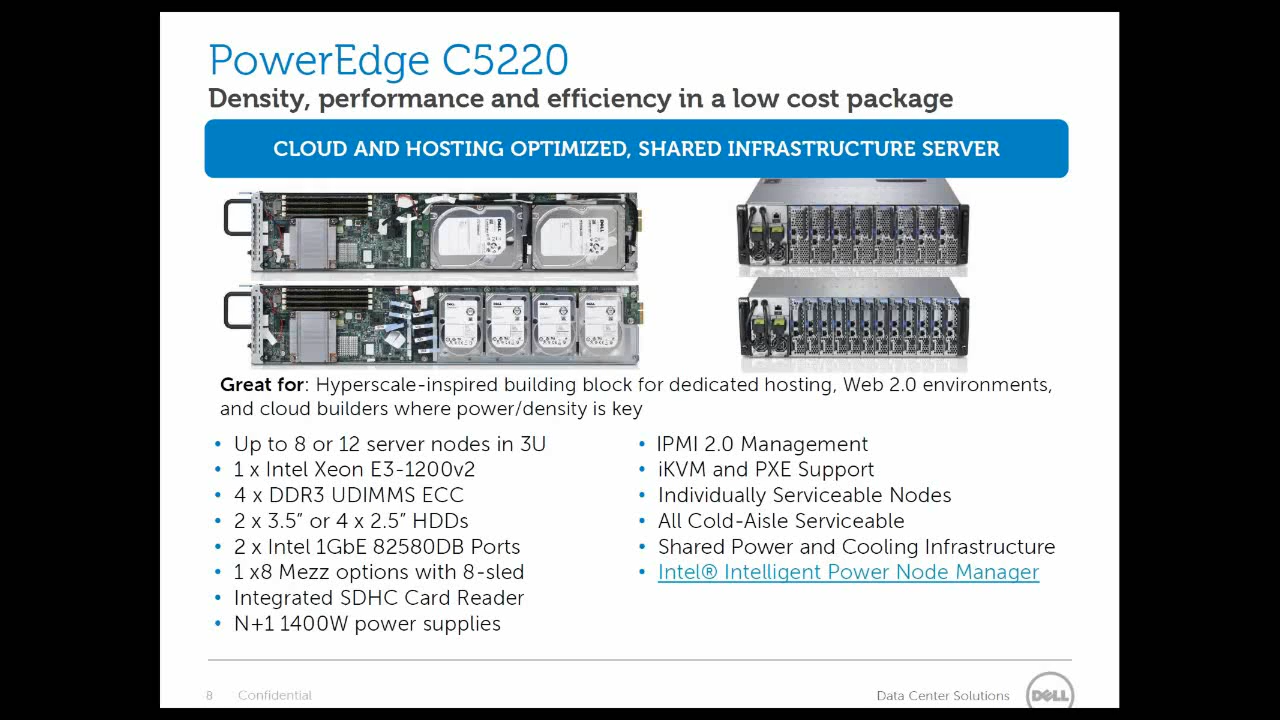 PowerEdge C5220
Density, performance and efficiency in a low cost package
CLOUD AND HOSTING OPTIMIZED, SHARED INFRASTRUCTURE SERVER
Great for: Hyperscale-inspired building block for dedicated hosting, Web 2.0 environments,
and cloud builders where power/density is key
• Up to 8 or 12 server nodes in 3U
• 1 x Intel Xeon E3-1200v2
• 4 x DDR3 UDIMMS ECC
• 2 x 3.5” or 4 x 2.5” HDDs
• 2 x Intel 1GbE 82580DB Ports
• 1 x8 Mezz options with 8-sled
• Integrated SDHC Card Reader
• N+1 1400W power supplies
• IPMI 2.0 Management
• iKVM and PXE Support
• Individually Serviceable Nodes
• All Cold-Aisle Serviceable
• Shared Power and Cooling Infrastructure
• Intel® Intelligent Power Node Manager
8 Confidential
Data Center Solutions
DELL